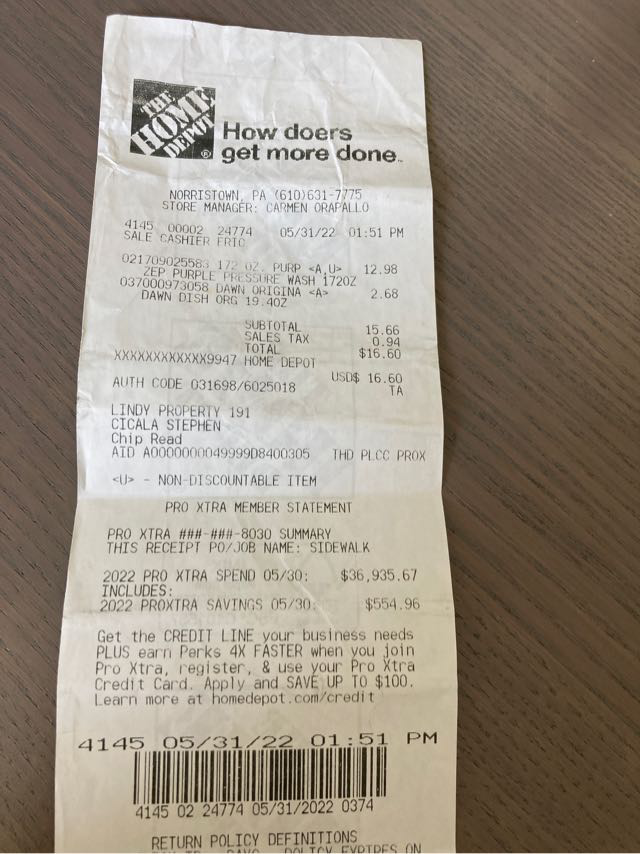 THE
HOME
DEPOT®
How doers
get more done™
NORRISTOWN, PA (610)631-7775
STORE MANAGER: CARMEN ORAPALLO
4145 00002 24774 05/31/22 01:51 PM
SALE CASHIER ERIC
021709025583 172 OZ. PURP <A,U> 12.98
ZEP PURPLE PRESSURE WASH 172OZ
037000973058 DAWN ORIGINA <A> 2.68
DAWN DISH ORG 19.4OZ
SUBTOTAL 15.66
SALES TAX 0.94
TOTAL $16.60
XXXXXXXXXXXX9947 HOME DEPOT
USD$ 16.60
AUTH CODE 031698/6025018 TA
LINDY PROPERTY 191
CICALA STEPHEN
Chip Read
AID A0000000049999D8400305 THD PLCC PROX
<U> - NON-DISCOUNTABLE ITEM
PRO XTRA MEMBER STATEMENT
PRO XTRA ###-###-8030 SUMMARY
THIS RECEIPT PO/JOB NAME: SIDEWALK
2022 PRO XTRA SPEND 05/30: $36,935.67
INCLUDES:
2022 PROXTRA SAVINGS 05/30: $554.96
Get the CREDIT LINE your business needs
PLUS earn Perks 4X FASTER when you join
Pro Xtra, register, & use your Pro Xtra
Credit Card. Apply and SAVE UP TO $100.
Learn more at homedepot.com/credit
4145 05/31/22 01:51 PM
4145 02 24774 05/31/2022 0374
RETURN POLICY DEFINITIONS
POLICY EXPIRES ON